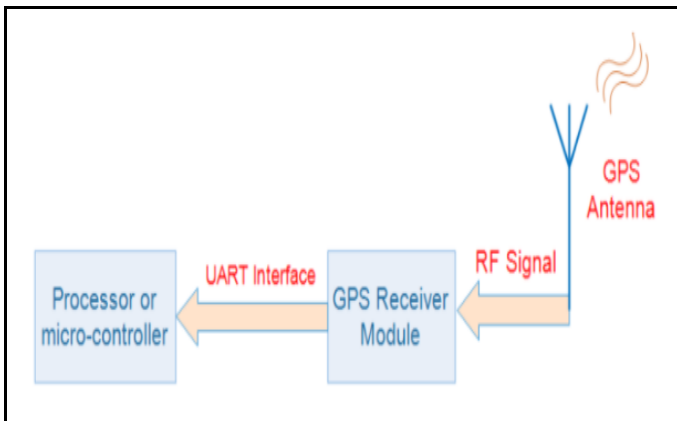 GPS
Antenna
RF Signal
UART Interface
GPS Receiver
Module
Processor or
micro-controller